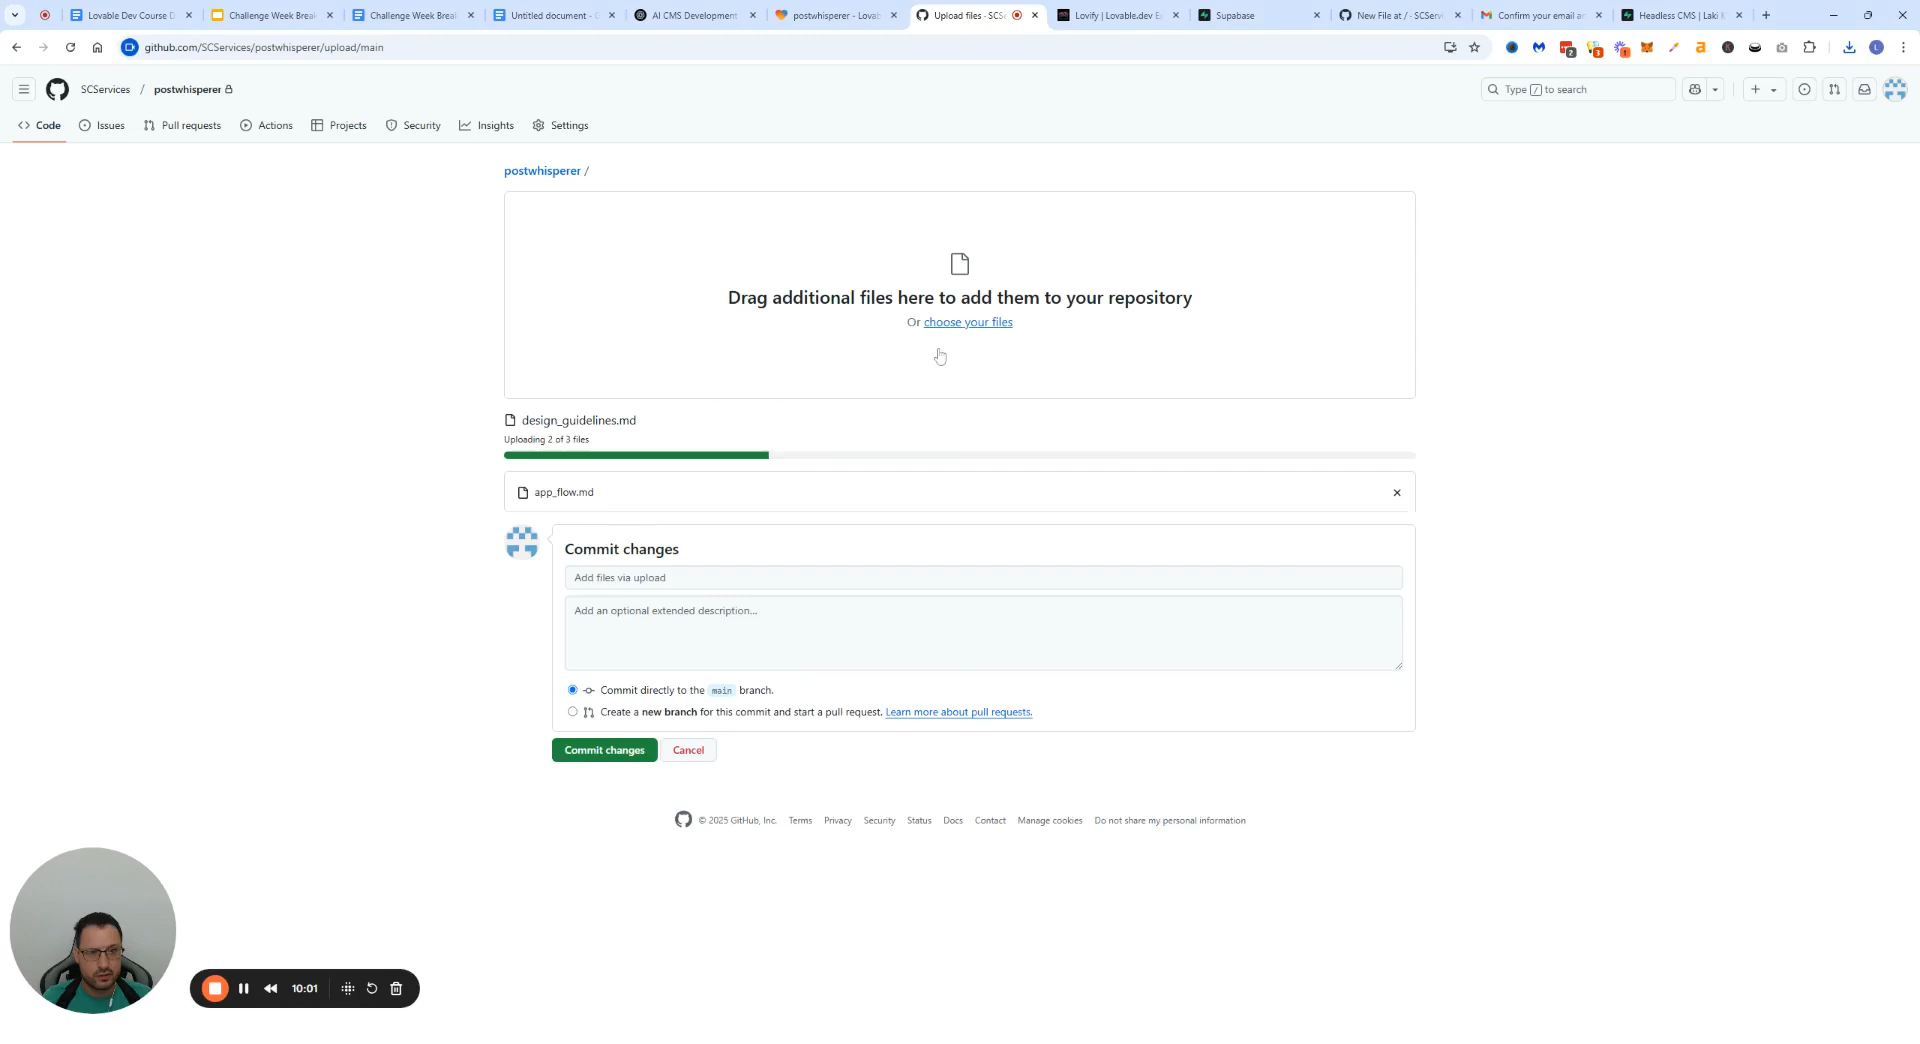 Lovable Dev Course D
Challenge Week Break
Challenge Week Break
Untitled document - G
AI CMS Development
postwhisperer - Lovab
Upload files · SCSe
Lovify | Lovable.dev E
Supabase
New File at / · SCServi
Confirm your email a
Headless CMS | Laki K
github.com/SCServices/postwhisperer/upload/main
SCServices / postwhisperer
Type / to search
Code
Issues
Pull requests
Actions
Projects
Security
Insights
Settings
postwhisperer /
Drag additional files here to add them to your repository
Or choose your files
design_guidelines.md
Uploading 2 of 3 files
app_flow.md
Commit changes
Add files via upload
Add an optional extended description...
Commit directly to the main branch.
Create a new branch for this commit and start a pull request. Learn more about pull requests.
Commit changes
Cancel
© 2025 GitHub, Inc.
Terms
Privacy
Security
Status
Docs
Contact
Manage cookies
Do not share my personal information
10:01